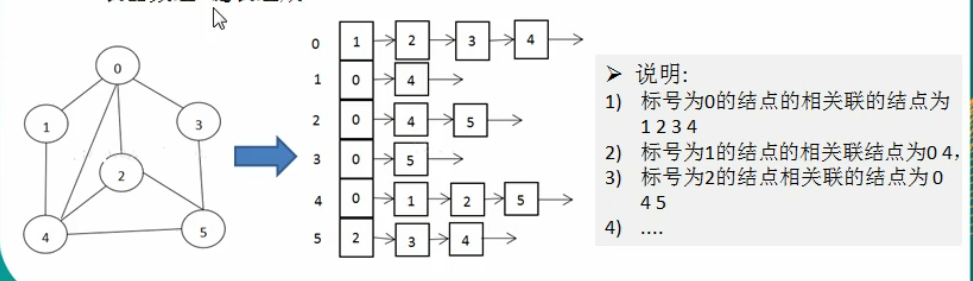 0
1
3
2
4
5
0 1 2 3 4
1 0 4
2 0 4 5
3 0 5
4 0 1 2 5
5 2 3 4
➢ 说明:
1) 标号为0的结点的相关联的结点为
1 2 3 4
2) 标号为1的结点的相关联结点为0 4，
3) 标号为2的结点相关联的结点为 0
4 5
4) ....